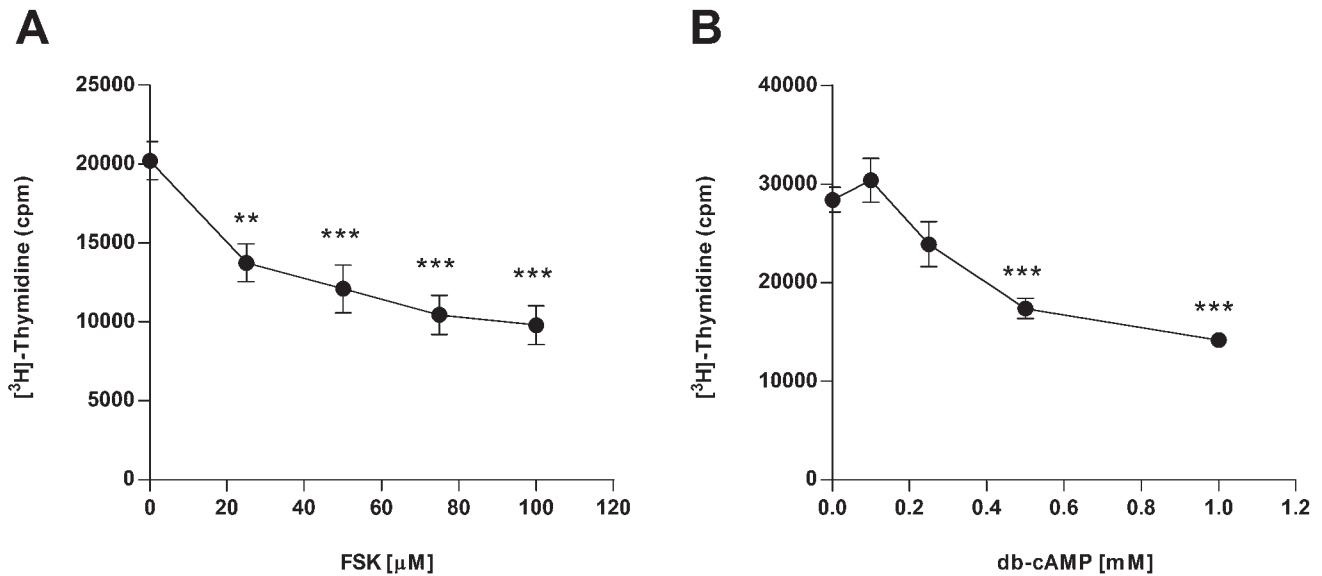 A
25000
20000
15000
10000
5000
0
[³H]-Thymidine (cpm)
**
***
***
***
0 20 40 60 80 100 120
FSK [μM]
B
40000
30000
20000
10000
0
[³H]-Thymidine (cpm)
***
***
0.0 0.2 0.4 0.6 0.8 1.0 1.2
db-cAMP [mM]